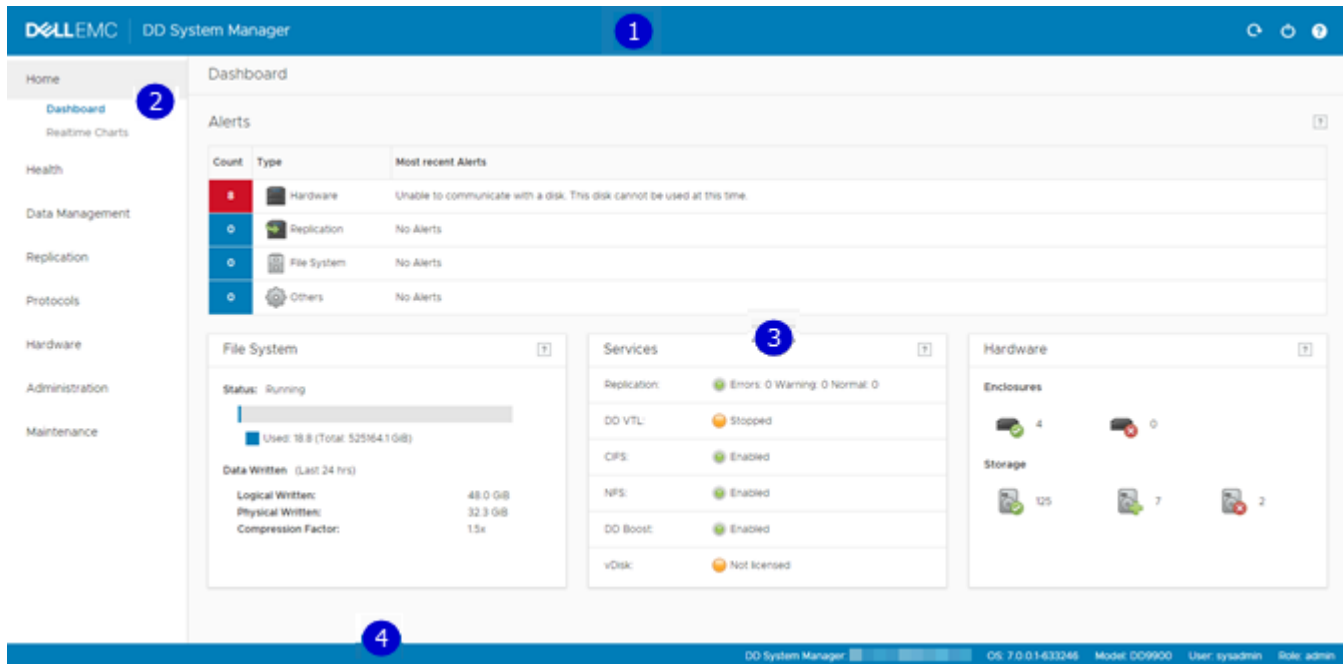 DELLEMC DD System Manager 1
Home
2
Dashboard
Realtime Charts
Health
Data Management
Replication
Protocols
Hardware
Administration
Maintenance
Dashboard
Alerts ?
Count Type Most recent Alerts
8 Hardware Unable to communicate with a disk. This disk cannot be used at this time.
0 Replication No Alerts
0 File System No Alerts
0 Others No Alerts
3
File System ?
Status: Running
Used: 18.8 (Total: 525164.1 GiB)
Data Written (Last 24 hrs)
Logical Written: 48.0 GiB
Physical Written: 32.3 GiB
Compression Factor: 1.5x
Services ?
Replication: Errors: 0 Warning: 0 Normal: 0
DD VTL: Stopped
CIFS: Enabled
NFS: Enabled
DD Boost: Enabled
vDisk: Not licensed
Hardware ?
Enclosures
4 0
Storage
125 7 2
4
DD System Manager: OS: 7.0.0.1-633246 Model: DD9900 User: sysadmin Role: admin